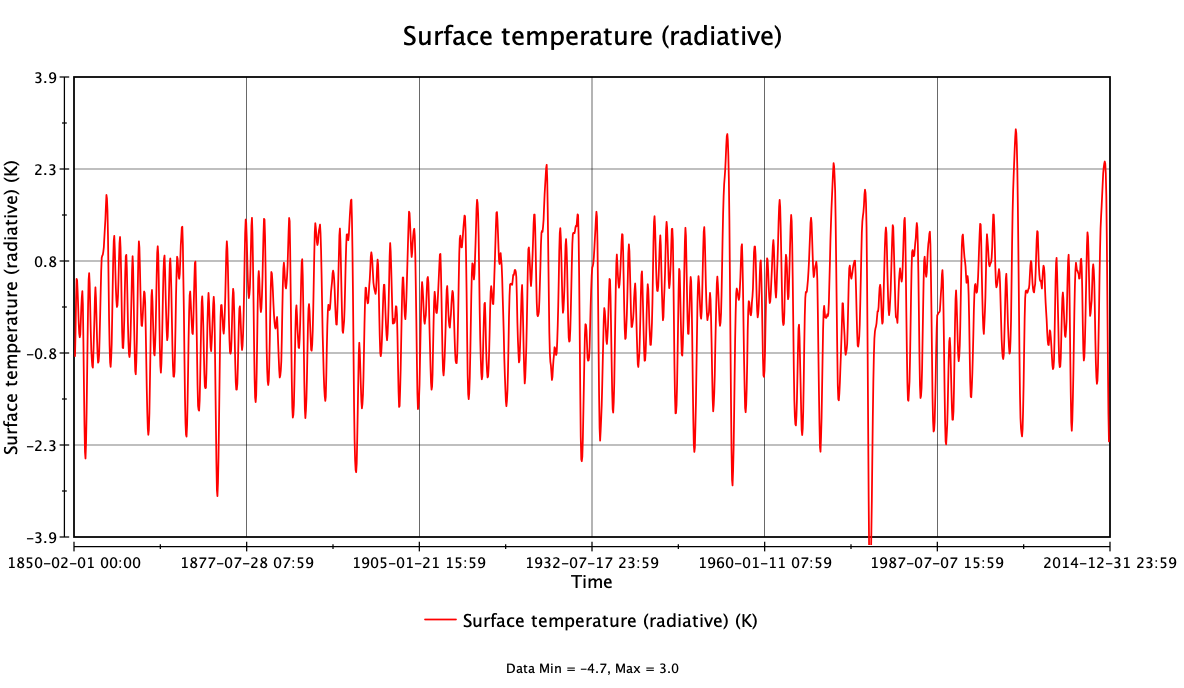 Surface temperature (radiative)
Surface temperature (radiative) (K)
3.9
2.3
0.8
-0.8
-2.3
-3.9
1850-02-01 00:00 1877-07-28 07:59 1905-01-21 15:59 1932-07-17 23:59 1960-01-11 07:59 1987-07-07 15:59 2014-12-31 23:59
Time
Surface temperature (radiative) (K)
Data Min = -4.7, Max = 3.0